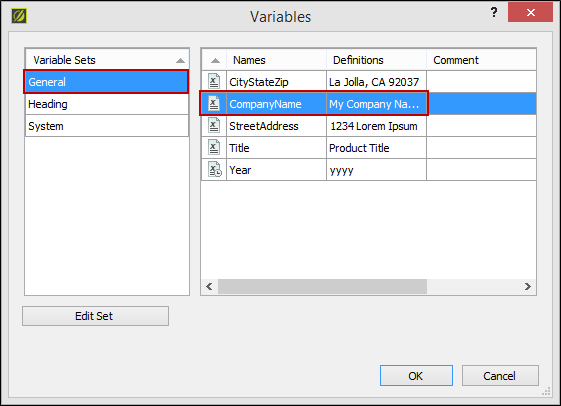 Variables
?
Variable Sets
General
Heading
System
Names Definitions Comment
CityStateZip La Jolla, CA 92037
CompanyName My Company Na...
StreetAddress 1234 Lorem Ipsum
Title Product Title
Year yyyy
Edit Set
OK Cancel